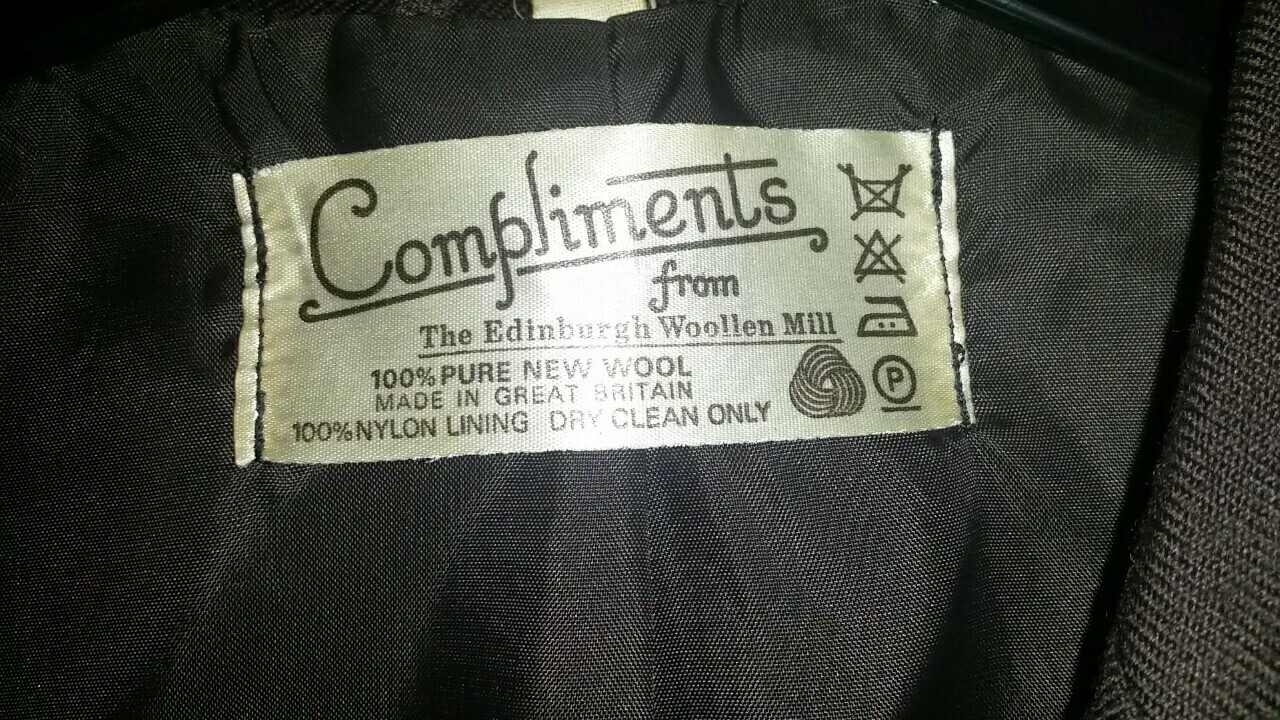 Compliments
from
The Edinburgh Woollen Mill
100% PURE NEW WOOL
MADE IN GREAT BRITAIN
100% NYLON LINING DRY CLEAN ONLY
P